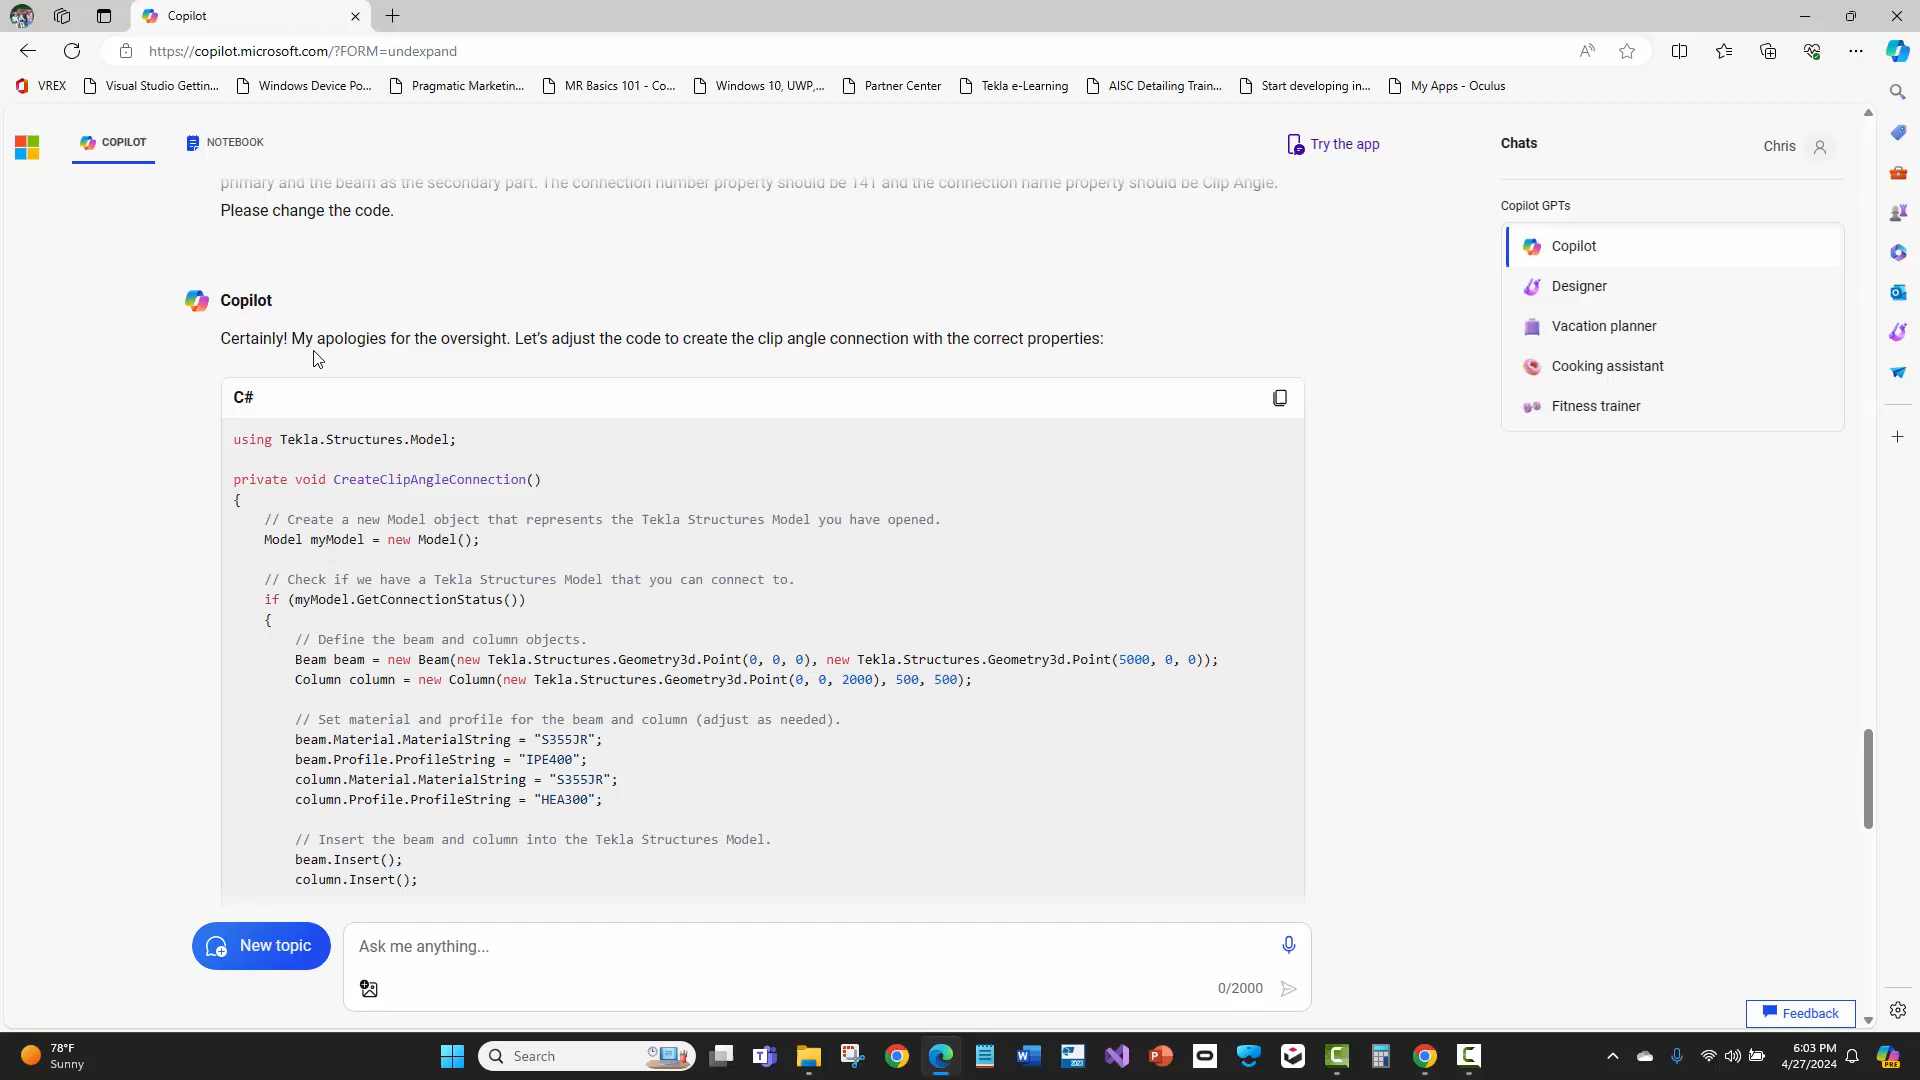 Copilot
https://copilot.microsoft.com/?FORM=undexpand
VREX Visual Studio Gettin... Windows Device Po... Pragmatic Marketin... MR Basics 101 - Co... Windows 10, UWP,... Partner Center Tekla e-Learning AISC Detailing Train... Start developing in... My Apps - Oculus
COPILOT NOTEBOOK
Try the app
Chats
Chris
primary and the beam as the secondary part. The connection number property should be 141 and the connection name property should be Clip Angle.
Please change the code.
Copilot
Certainly! My apologies for the oversight. Let's adjust the code to create the clip angle connection with the correct properties:
C#
using Tekla.Structures.Model;
private void CreateClipAngleConnection()
{
// Create a new Model object that represents the Tekla Structures Model you have opened.
Model myModel = new Model();
// Check if we have a Tekla Structures Model that you can connect to.
if (myModel.GetConnectionStatus())
{
// Define the beam and column objects.
Beam beam = new Beam(new Tekla.Structures.Geometry3d.Point(0, 0, 0), new Tekla.Structures.Geometry3d.Point(5000, 0, 0));
Column column = new Column(new Tekla.Structures.Geometry3d.Point(0, 0, 2000), 500, 500);
// Set material and profile for the beam and column (adjust as needed).
beam.Material.MaterialString = "S355JR";
beam.Profile.ProfileString = "IPE400";
column.Material.MaterialString = "S355JR";
column.Profile.ProfileString = "HEA300";
// Insert the beam and column into the Tekla Structures Model.
beam.Insert();
column.Insert();
Copilot GPTs
Copilot
Designer
Vacation planner
Cooking assistant
Fitness trainer
New topic
Ask me anything...
0/2000
Feedback
78°F
Sunny
Search
6:03 PM
4/27/2024